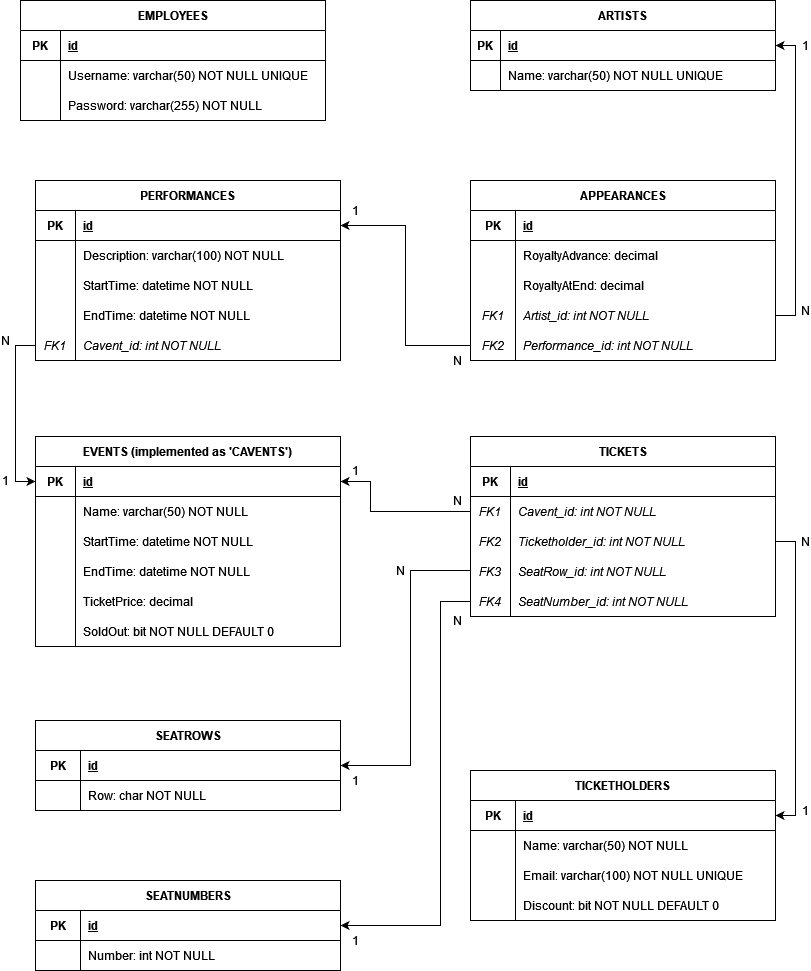 EMPLOYEES
PK id
Username: varchar(50) NOT NULL UNIQUE
Password: varchar(255) NOT NULL
ARTISTS
PK id
1
Name: varchar(50) NOT NULL UNIQUE
PERFORMANCES
1
PK id
Description: varchar(100) NOT NULL
StartTime: datetime NOT NULL
EndTime: datetime NOT NULL
N
FK1 Cavent_id: int NOT NULL
APPEARANCES
PK id
RoyaltyAdvance: decimal
RoyaltyAtEnd: decimal
FK1 Artist_id: int NOT NULL
N
FK2 Performance_id: int NOT NULL
N
EVENTS (implemented as 'CAVENTS')
1
1
PK id
Name: varchar(50) NOT NULL
StartTime: datetime NOT NULL
EndTime: datetime NOT NULL
TicketPrice: decimal
SoldOut: bit NOT NULL DEFAULT 0
TICKETS
PK id
N
FK1 Cavent_id: int NOT NULL
FK2 Ticketholder_id: int NOT NULL
N
N
FK3 SeatRow_id: int NOT NULL
FK4 SeatNumber_id: int NOT NULL
N
SEATROWS
PK id
1
Row: char NOT NULL
TICKETHOLDERS
PK id
1
Name: varchar(50) NOT NULL
Email: varchar(100) NOT NULL UNIQUE
Discount: bit NOT NULL DEFAULT 0
SEATNUMBERS
PK id
1
Number: int NOT NULL